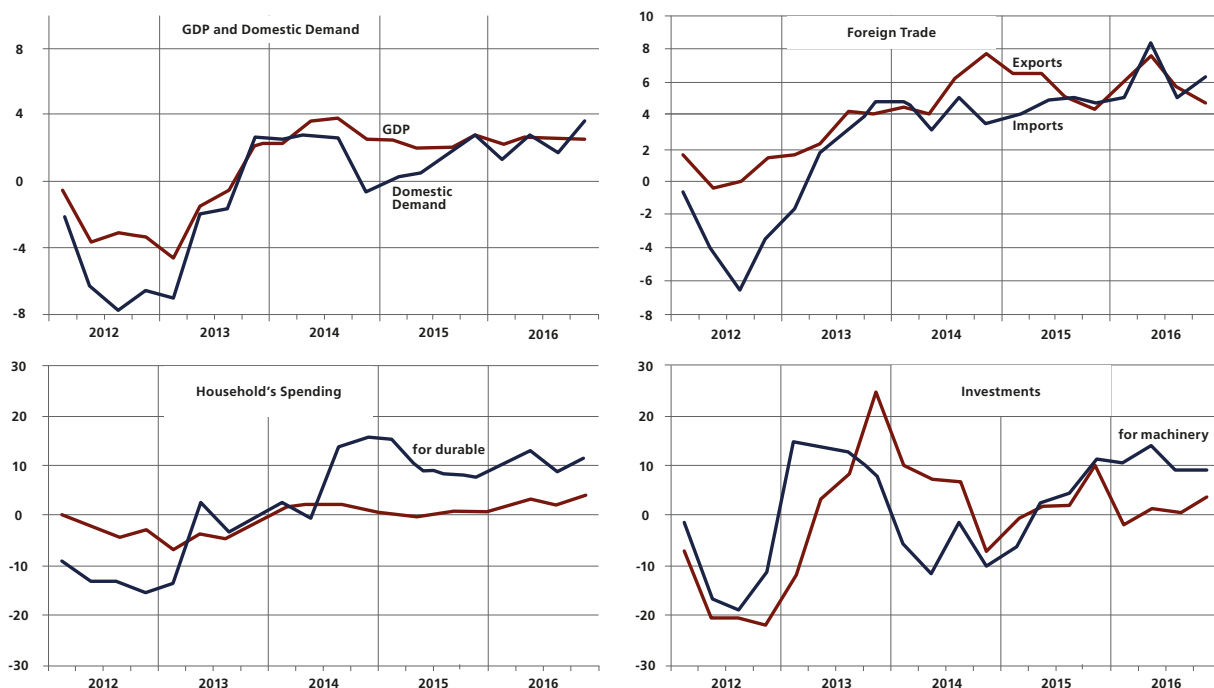 GDP and Domestic Demand
8
4
0
-4
-8
GDP
Domestic
Demand
2012 2013 2014 2015 2016
Foreign Trade
10
8
6
4
2
0
-2
-4
-6
-8
Exports
Imports
2012 2013 2014 2015 2016
Household's Spending
30
20
10
0
-10
-20
-30
for durable
2012 2013 2014 2015 2016
Investments
30
20
10
0
-10
-20
-30
for machinery
2012 2013 2014 2015 2016